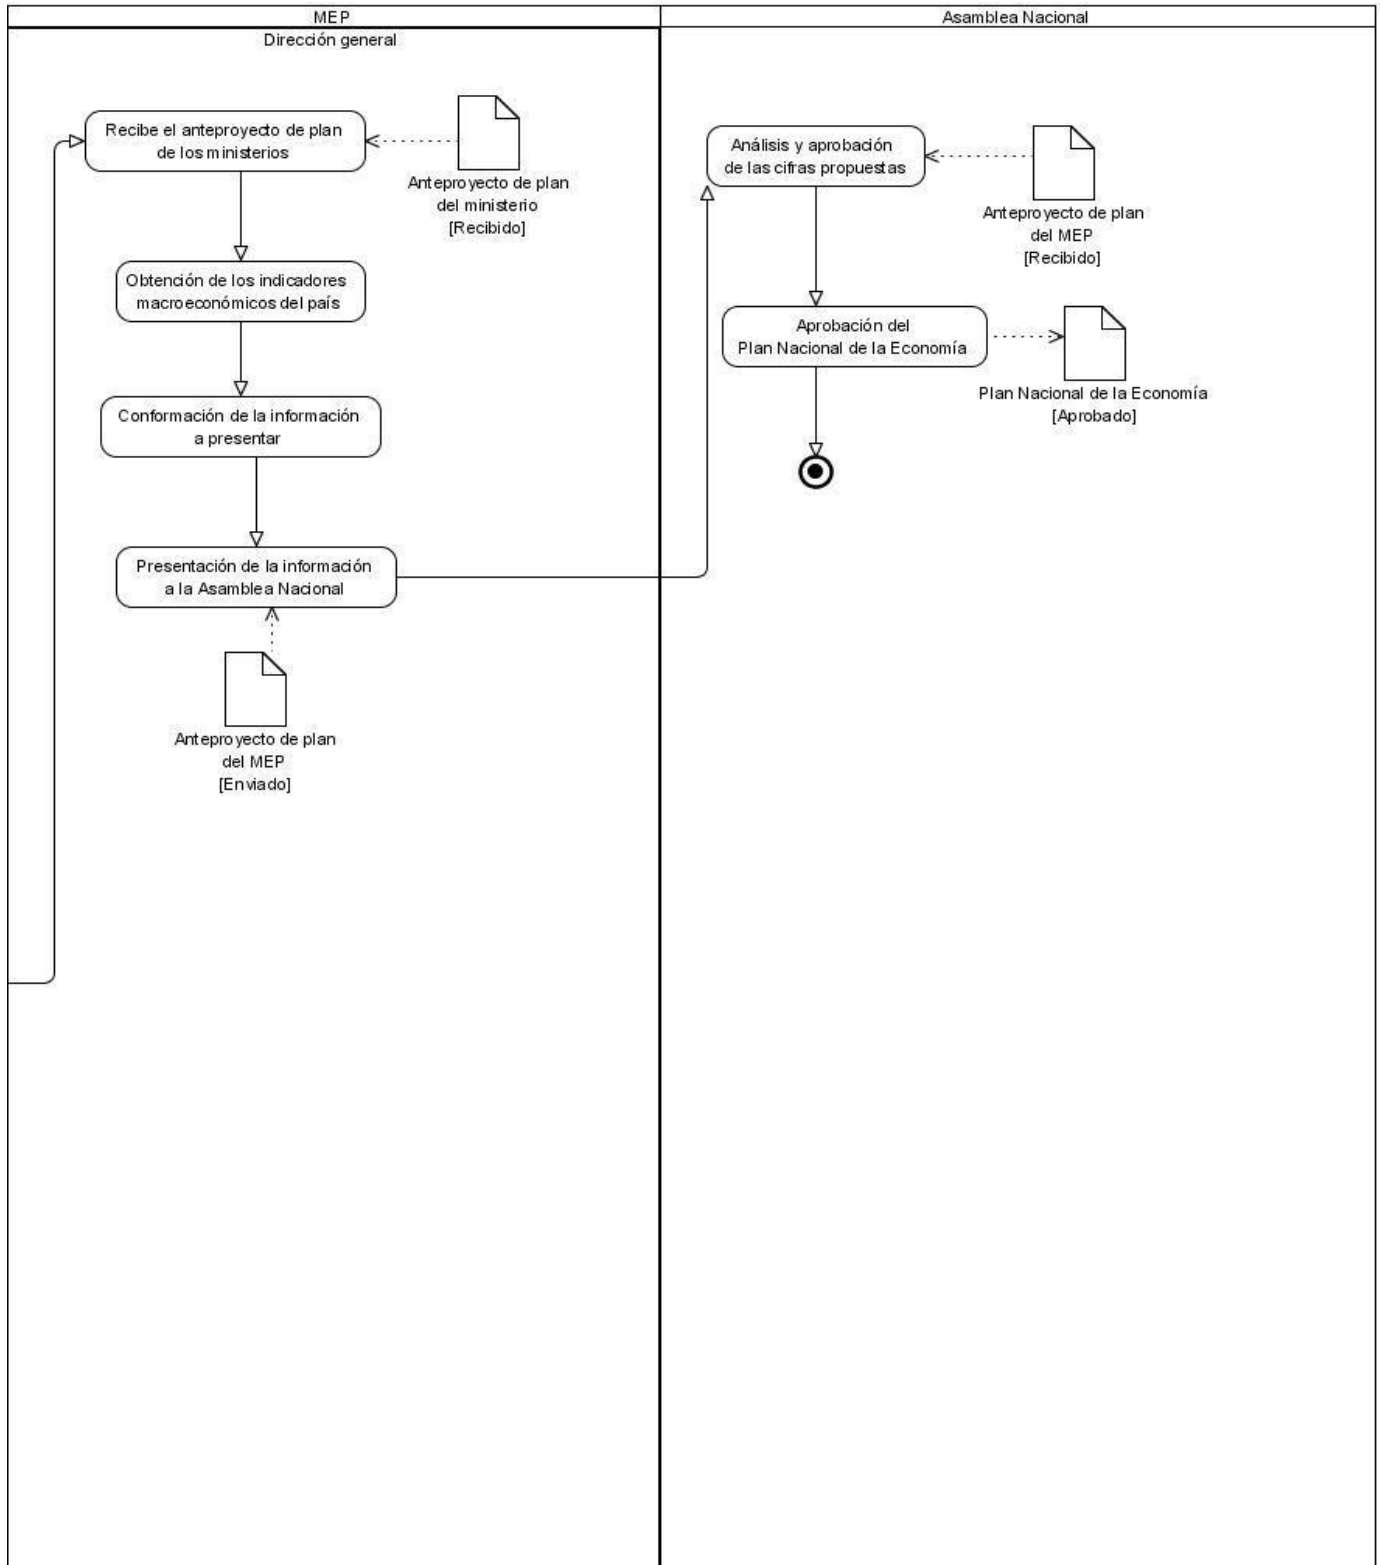 MEP
Asamblea Nacional
Dirección general
Recibe el anteproyecto de plan
de los ministerios
Anteproyecto de plan
del ministerio
[Recibido]
Obtención de los indicadores
macroeconómicos del país
Conformación de la información
a presentar
Presentación de la información
a la Asamblea Nacional
Anteproyecto de plan
del MEP
[Enviado]
Análisis y aprobación
de las cifras propuestas
Anteproyecto de plan
del MEP
[Recibido]
Aprobación del
Plan Nacional de la Economía
Plan Nacional de la Economía
[Aprobado]